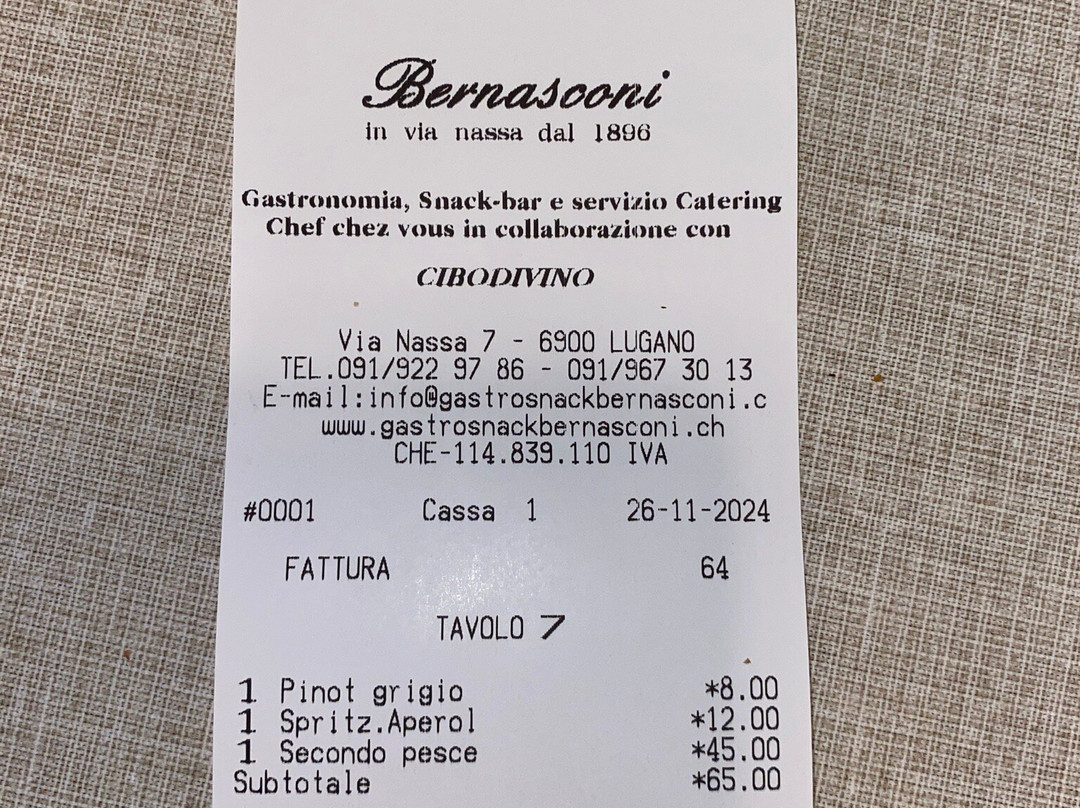 Bernasconi
in via nassa dal 1896
Gastronomia, Snack-bar e servizio Catering
Chef chez vous in collaborazione con
CIBODIVINO
Via Nassa 7 - 6900 LUGANO
TEL.091/922 97 86 - 091/967 30 13
E-mail:info@gastrosnackbernasconi.c
www.gastrosnackbernasconi.ch
CHE-114.839.110 IVA
#0001 Cassa 1 26-11-2024
FATTURA 64
TAVOLO 7
1 Pinot grigio *8.00
1 Spritz.Aperol *12.00
1 Secondo pesce *45.00
Subtotale *65.00